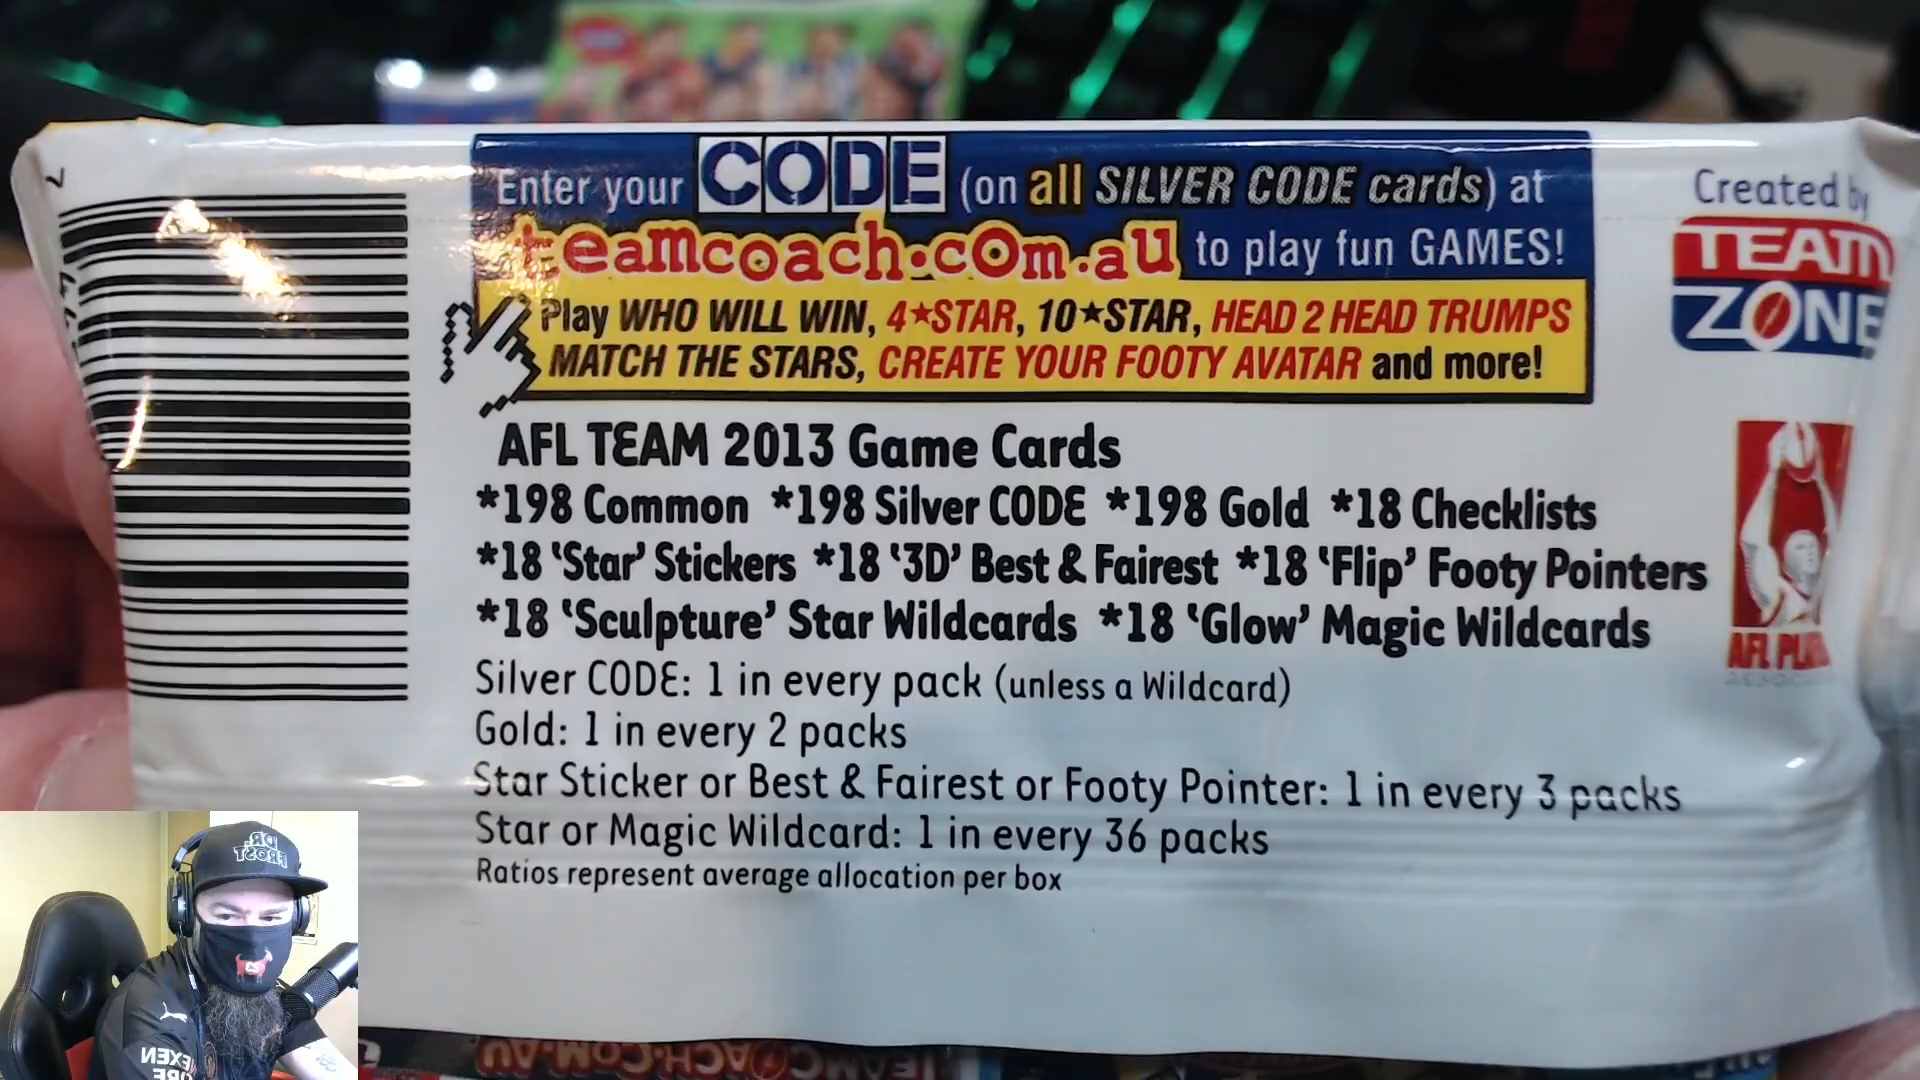 Enter your CODE (on all SILVER CODE cards) at
teamcoach.com.au to play fun GAMES!
Play WHO WILL WIN, 4★STAR, 10★STAR, HEAD 2 HEAD TRUMPS
MATCH THE STARS, CREATE YOUR FOOTY AVATAR and more!
Created by
TEAM
ZONE
AFL TEAM 2013 Game Cards
*198 Common *198 Silver CODE *198 Gold *18 Checklists
*18 'Star' Stickers *18 '3D' Best & Fairest *18 'Flip' Footy Pointers
*18 'Sculpture' Star Wildcards *18 'Glow' Magic Wildcards
Silver CODE: 1 in every pack (unless a Wildcard)
Gold: 1 in every 2 packs
Star Sticker or Best & Fairest or Footy Pointer: 1 in every 3 packs
Star or Magic Wildcard: 1 in every 36 packs
Ratios represent average allocation per box
AFL
DR.
FROST
TEAMCOACH.COM.AU